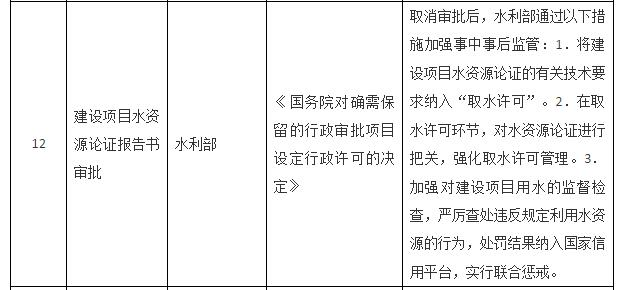 12
建设项目水资
源论证报告书
审批
水利部
《国务院对确需保
留的行政审批项目
设定行政许可的决
定》
取消审批后，水利部通过以下措
施加强事中事后监管：1. 将建
设项目水资源论证的有关技术要
求纳入“取水许可”。2. 在取
水许可环节，对水资源论证进行
把关，强化取水许可管理。3.
加强对建设项目用水的监督检
查，严厉查处违反规定利用水资
源的行为，处罚结果纳入国家信
用平台，实行联合惩戒。